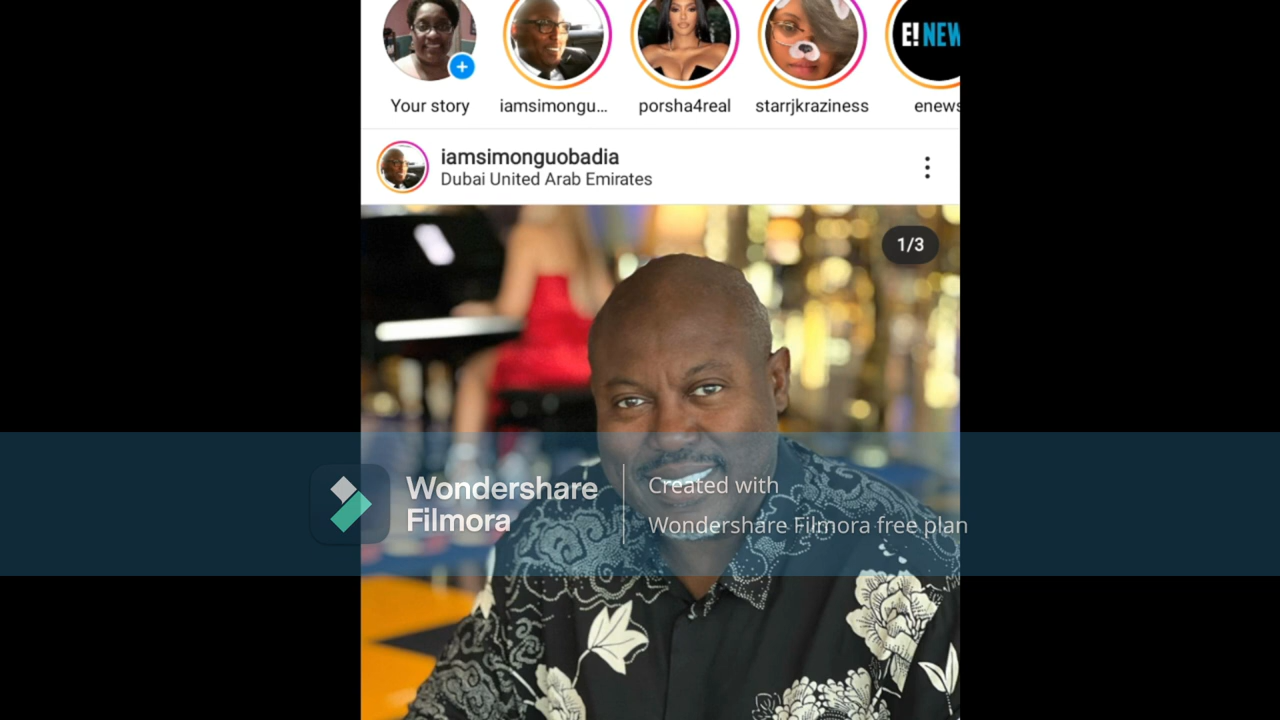 E! NEW
Your story
iamsimongu...
porsha4real
starrjkraziness
enews
iamsimonguobadia
Dubai United Arab Emirates
1/3
Wondershare
Filmora
Created with
Wondershare Filmora free plan